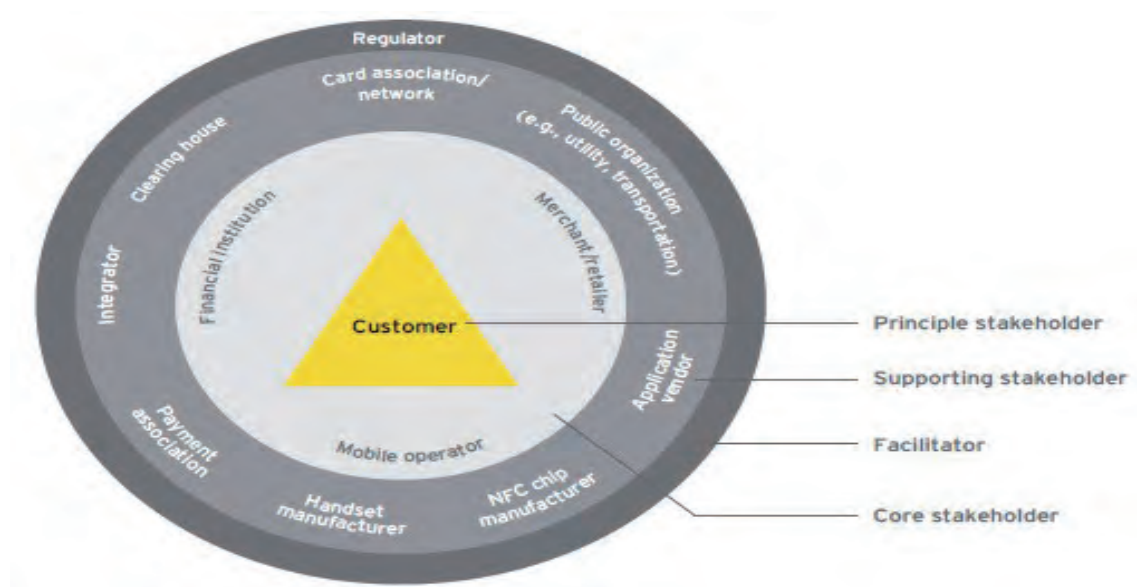 Regulator
Card association/
network
Public organization
(e.g., utility, transportation)
Clearing house
Financial institution
Merchant/retailer
Integrator
Customer
Principle stakeholder
Application
vendor
Supporting stakeholder
Payment
association
Mobile operator
Facilitator
Handset
manufacturer
NFC chip
manufacturer
Core stakeholder